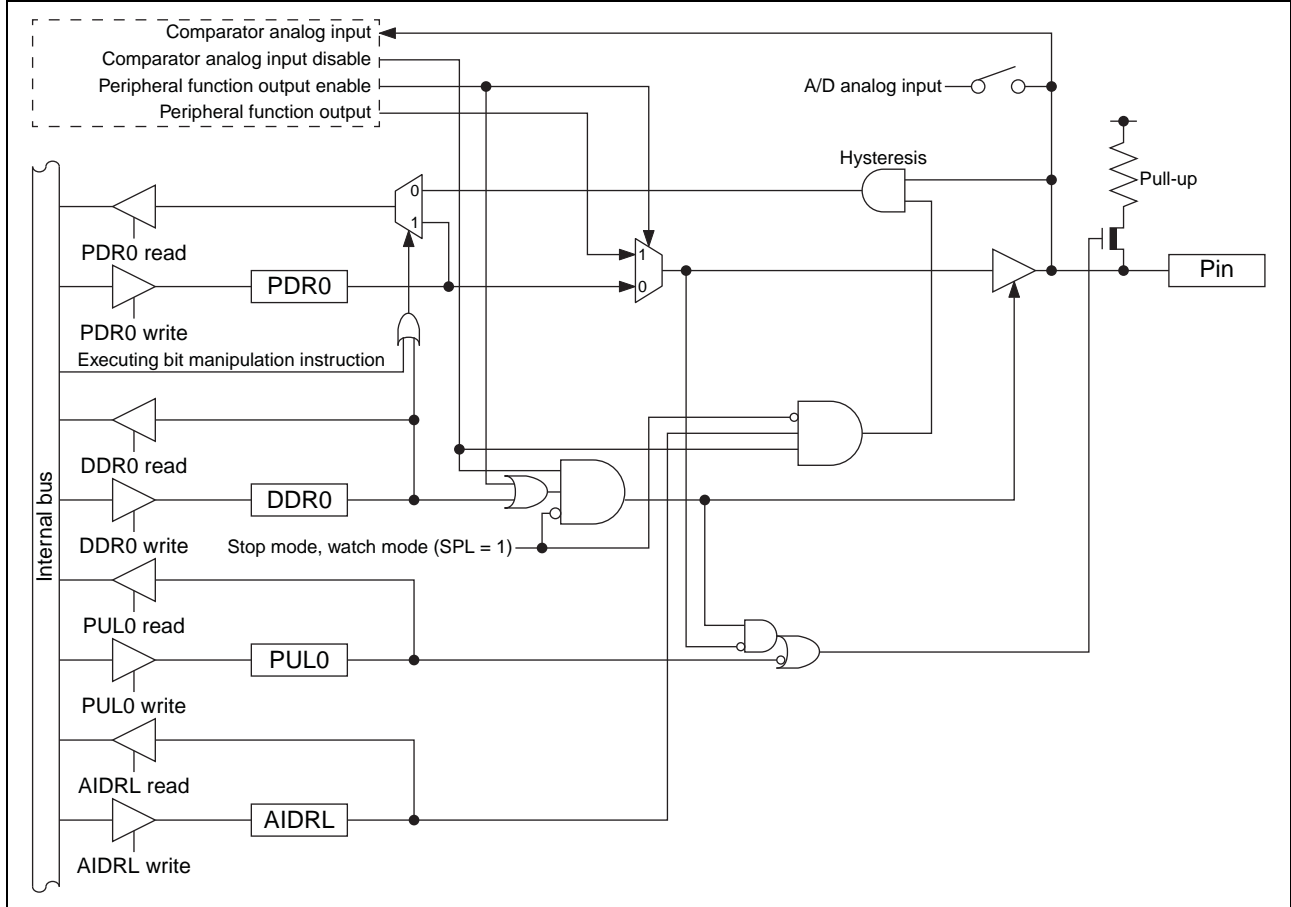 Comparator analog input
Comparator analog input disable
Peripheral function output enable
Peripheral function output
A/D analog input
Hysteresis
Pull-up
0
1
PDR0 read
PDR0
PDR0 write
1
0
Pin
Executing bit manipulation instruction
DDR0 read
DDR0
DDR0 write
Stop mode, watch mode (SPL = 1)
Internal bus
PUL0 read
PUL0
PUL0 write
AIDRL read
AIDRL
AIDRL write